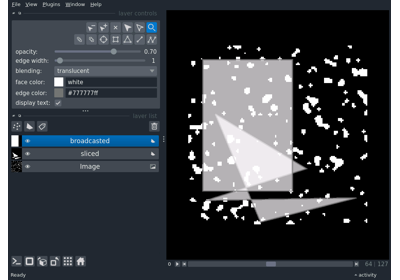 File View Plugins Window Help
layer controls
opacity: 0.70
edge width: 1
blending: translucent
face color: white
edge color: #777777ff
display text:
layer list
broadcasted
sliced
Image
64 127
Ready
activity